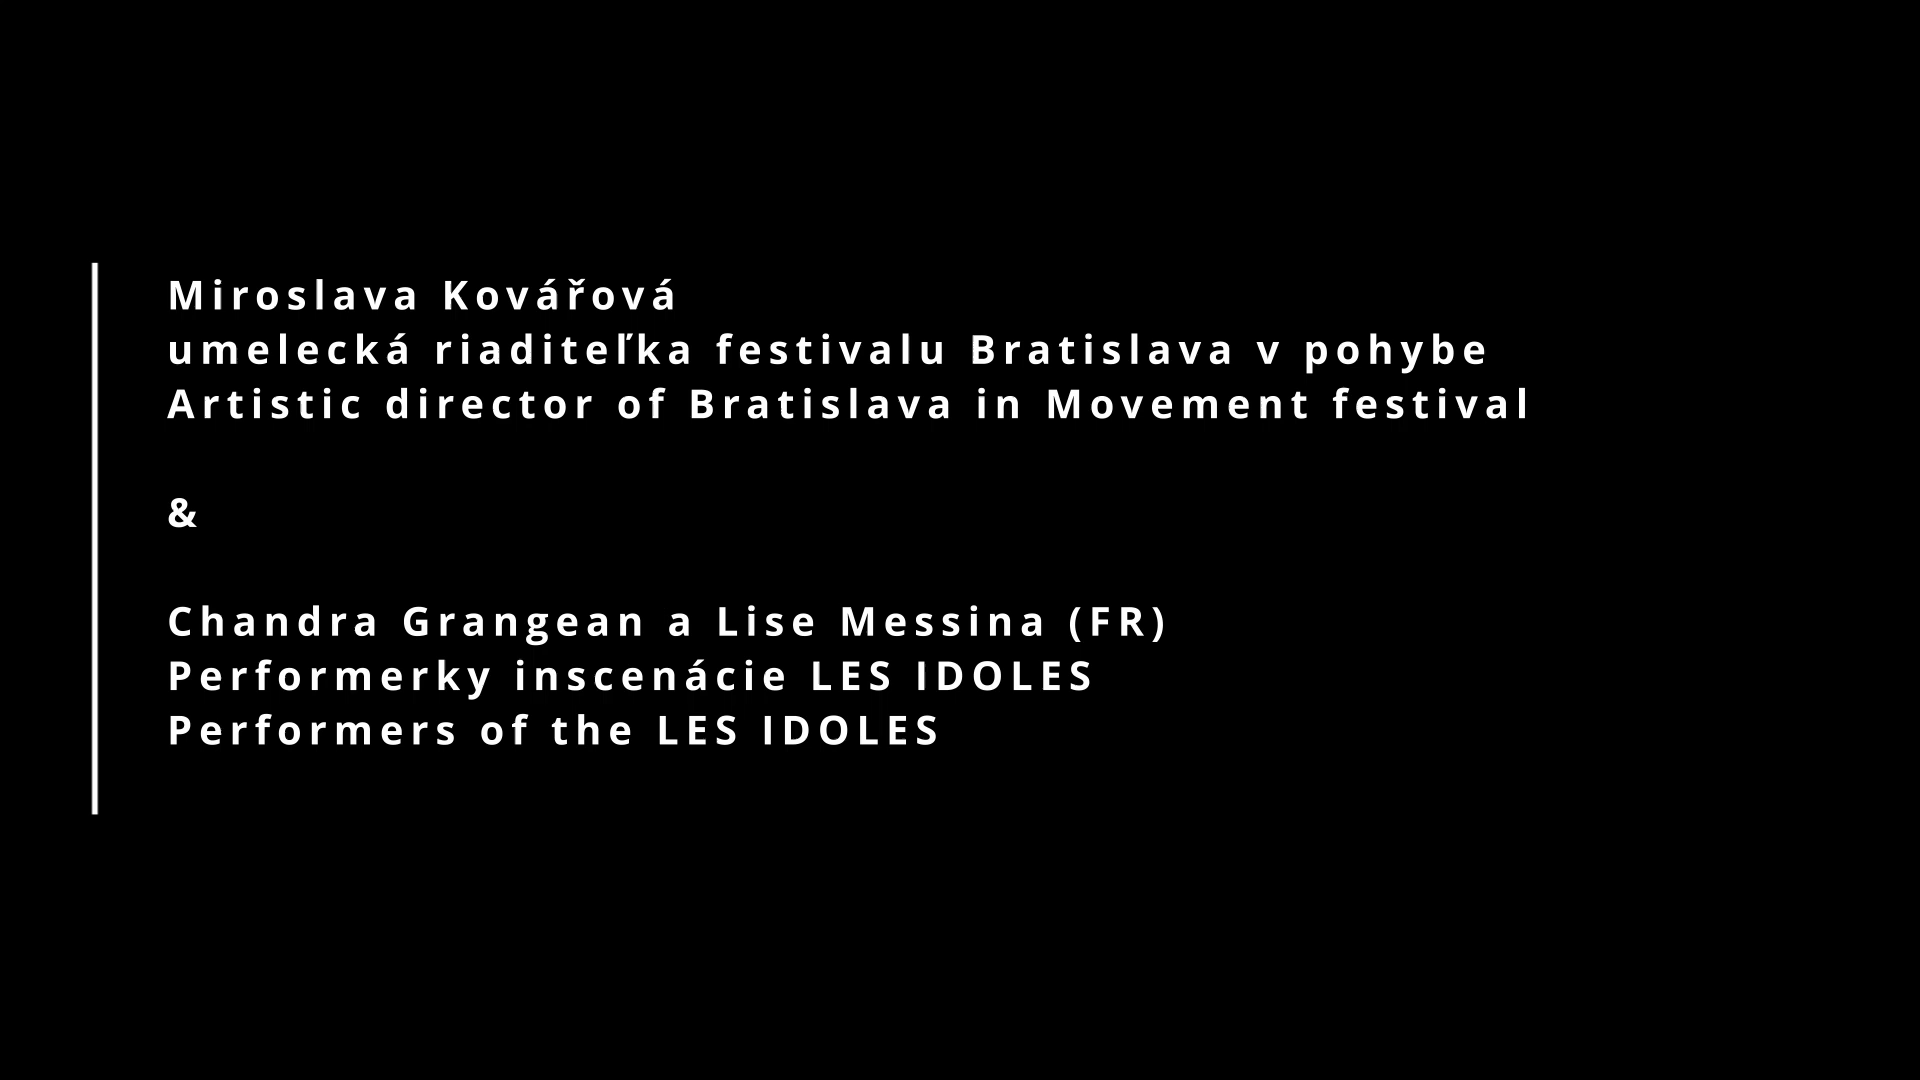 Miroslava Kovářová
umelecká riaditeľka festivalu Bratislava v pohybe
Artistic director of Bratislava in Movement festival
&
Chandra Grangean a Lise Messina (FR)
Performerky inscenácie LES IDOLES
Performers of the LES IDOLES